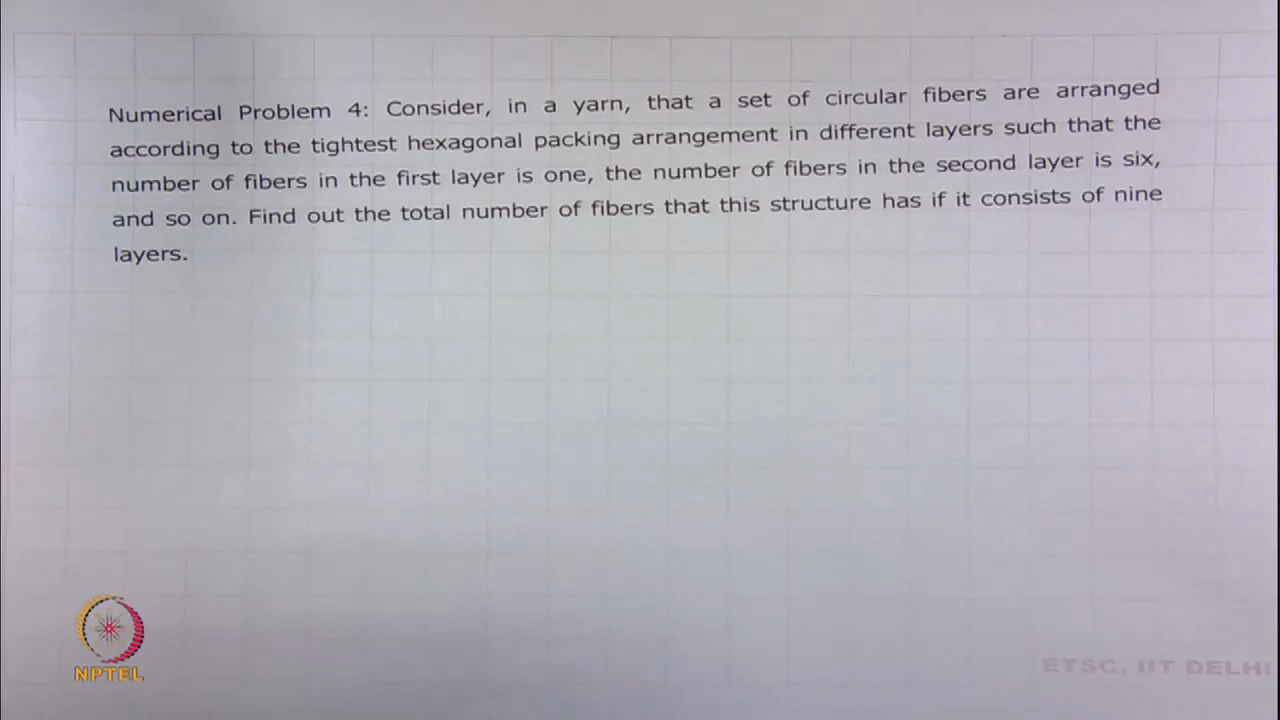 Numerical Problem 4: Consider, in a yarn, that a set of circular fibers are arranged
according to the tightest hexagonal packing arrangement in different layers such that the
number of fibers in the first layer is one, the number of fibers in the second layer is six,
and so on. Find out the total number of fibers that this structure has if it consists of nine
layers.
NPTEL
ETSC, IIT DELHI